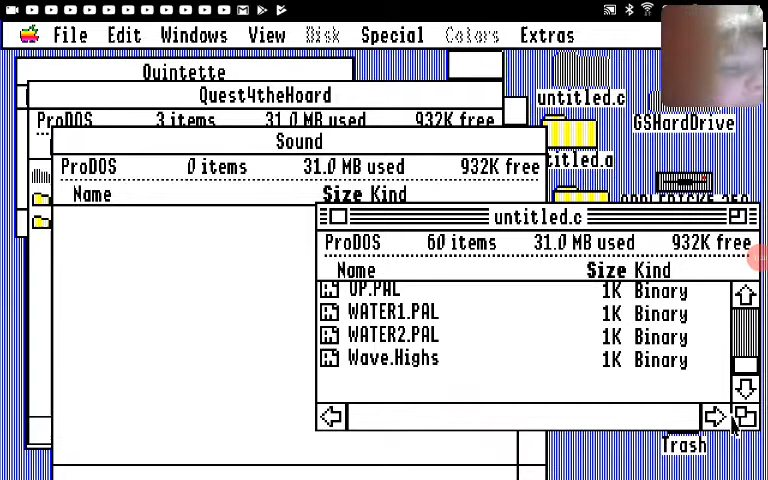 File Edit Windows View Disk Special Colors Extras
Quintette
Quest4theHoard
ProDOS 3 items 31.0 MB used 932K free
Sound
ProDOS 0 items 31.0 MB used 932K free
Name Size Kind
untitled.c
GSHardDrive
titled.a
untitled.c
ProDOS 60 items 31.0 MB used 932K free
Name Size Kind
UP.PAL 1K Binary
WATER1.PAL 1K Binary
WATER2.PAL 1K Binary
Wave.Highs 1K Binary
Trash